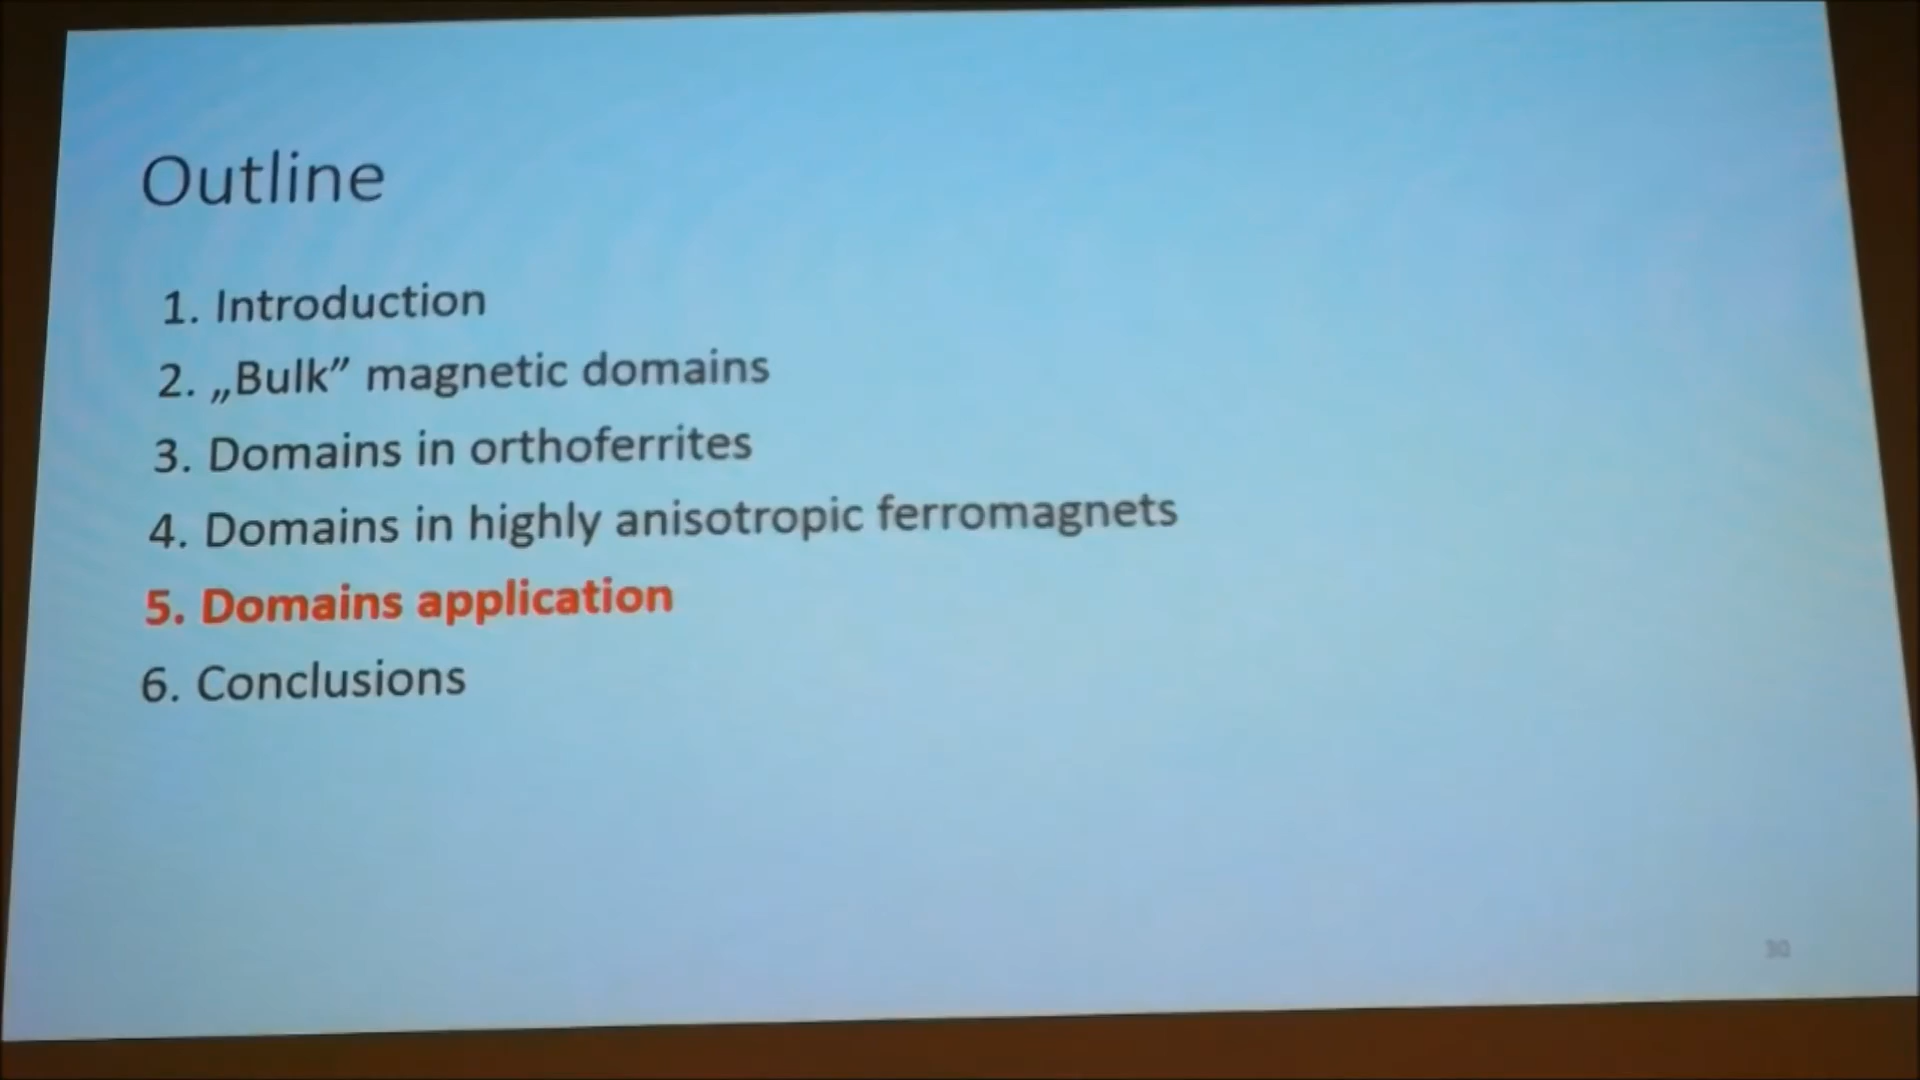 Outline
1. Introduction
2. „Bulk” magnetic domains
3. Domains in orthoferrites
4. Domains in highly anisotropic ferromagnets
5. Domains application
6. Conclusions
30